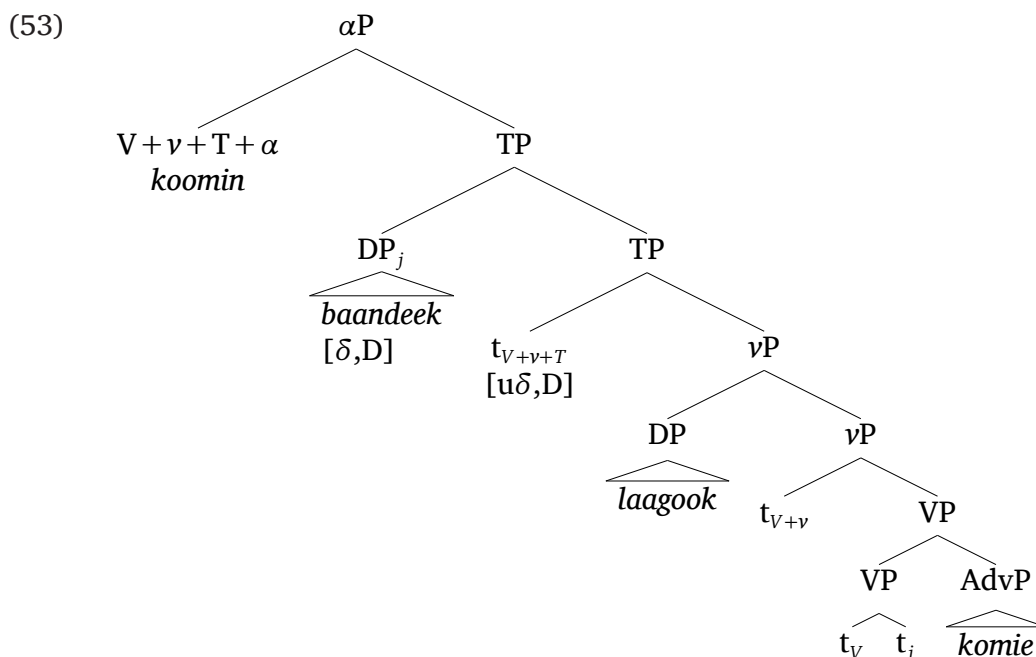 (53)
αP
V + v + T + α
TP
koomin
DPj
TP
baandeek
[δ,D]
tV+v+T
vP
[uδ,D]
DP
vP
laagook
tV+v
VP
VP
AdvP
tV
tj
komie